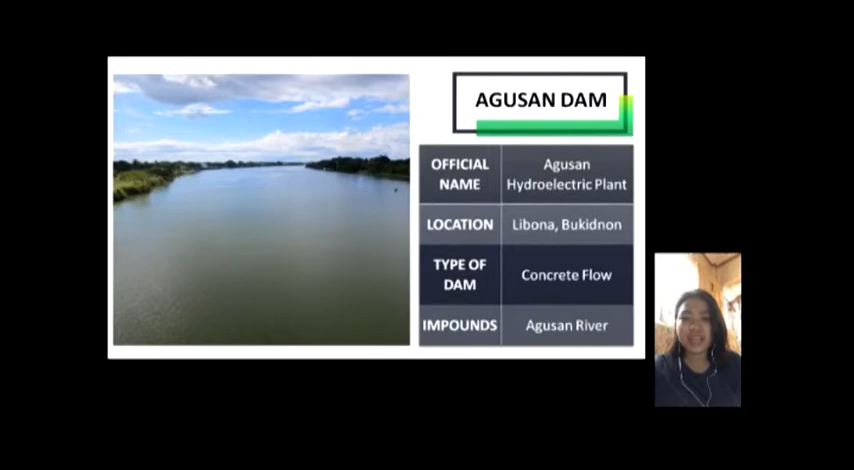 AGUSAN DAM
OFFICIAL
NAME
Agusan
Hydroelectric Plant
LOCATION
Libona, Bukidnon
TYPE OF
DAM
Concrete Flow
IMPOUNDS
Agusan River